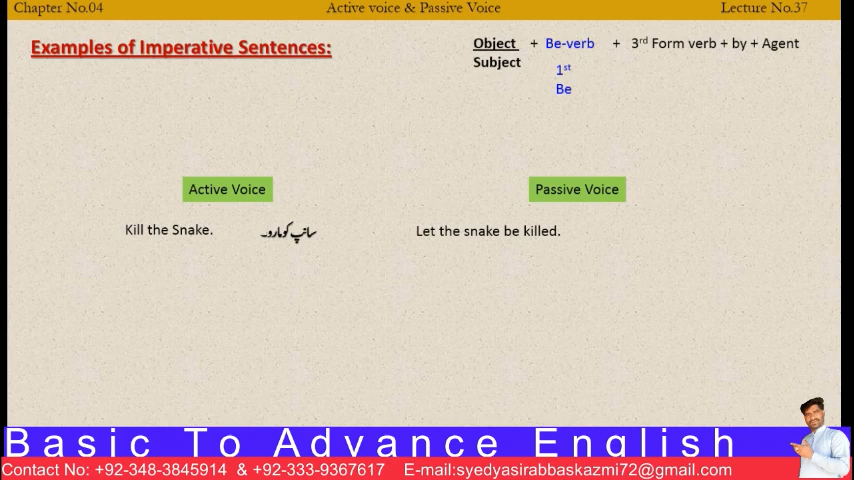 Chapter No.04 Active voice & Passive Voice Lecture No.37
Examples of Imperative Sentences:
Object + Be-verb + 3rd Form verb + by + Agent
Subject 1st
Be
Active Voice Passive Voice
Kill the Snake. سانپ کو مارو۔ Let the snake be killed.
Basic To Advance English
Contact No: +92-348-3845914 & +92-333-9367617 E-mail:syedyasirabbaskazmi72@gmail.com